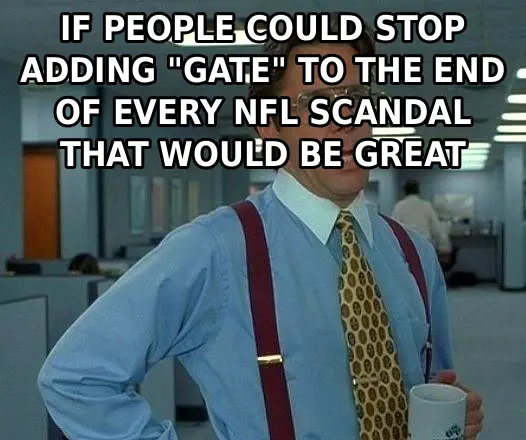 IF PEOPLE COULD STOP
ADDING "GATE" TO THE END
OF EVERY NFL SCANDAL
THAT WOULD BE GREAT